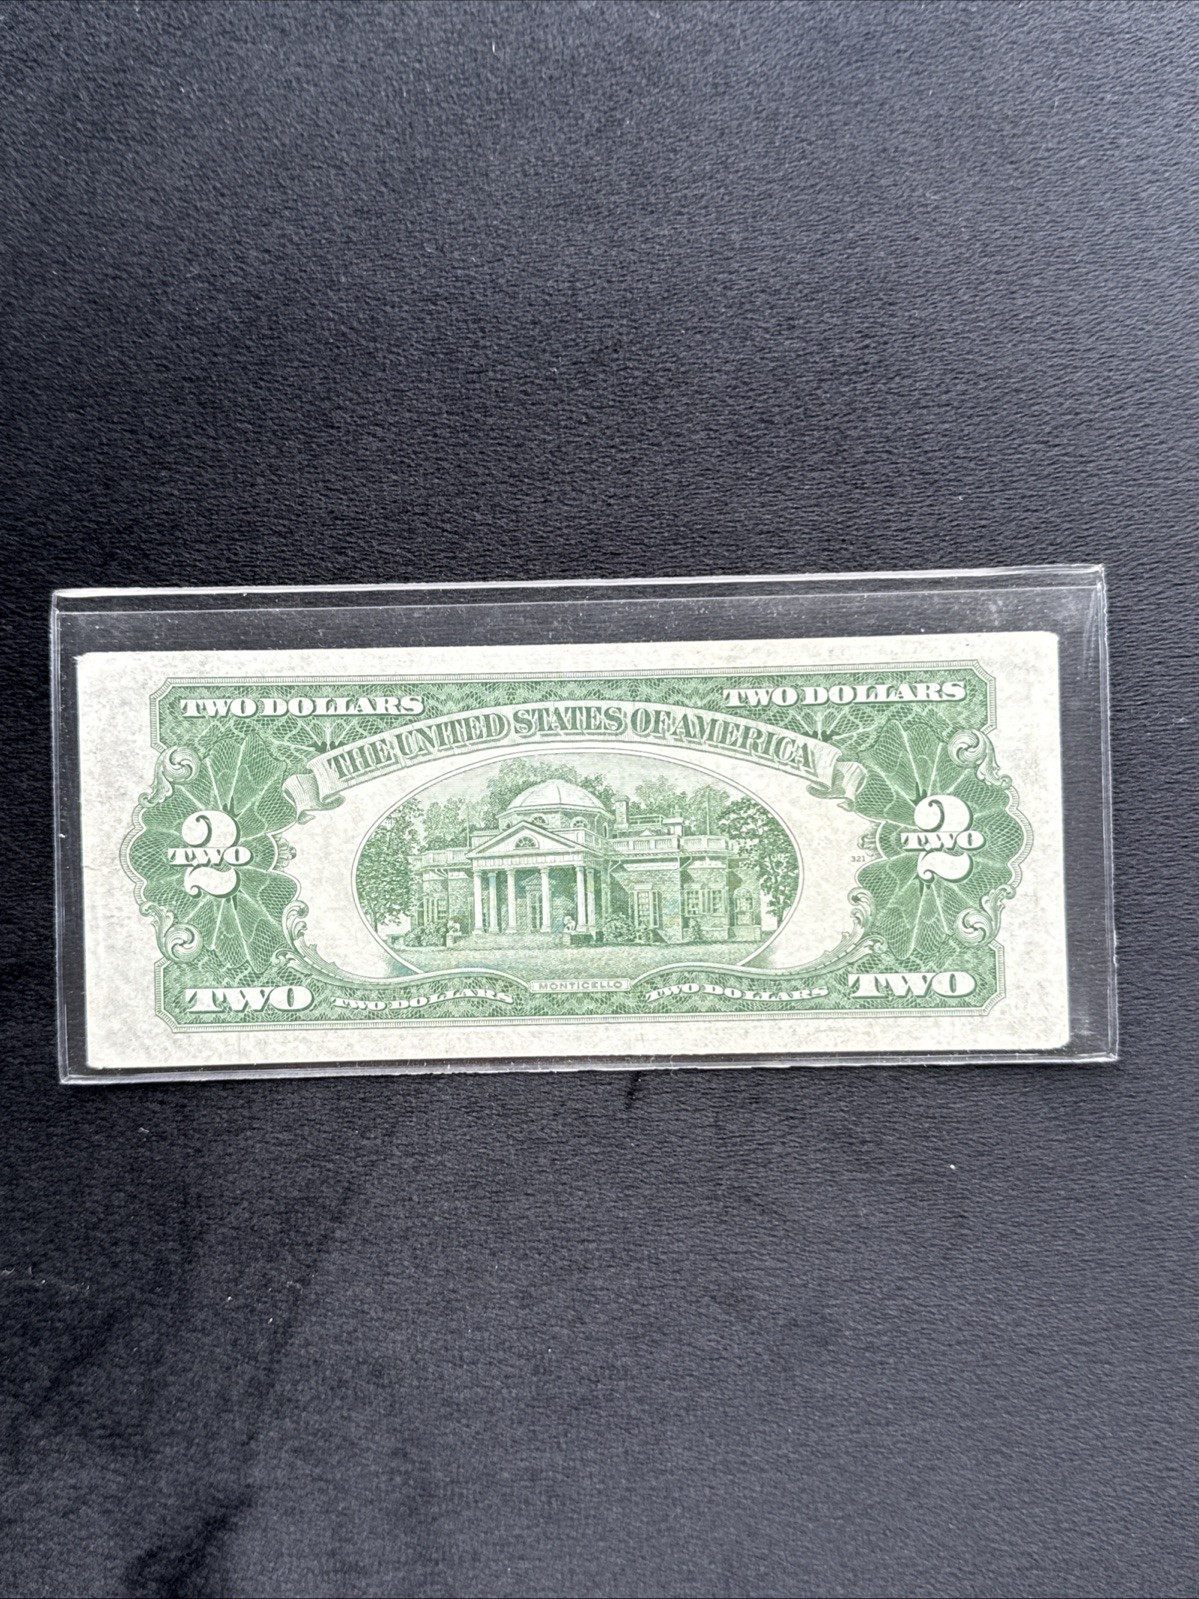 TWO DOLLARS
TWO DOLLARS
THE UNITED STATES OF AMERICA
2
TWO
2
TWO
321
MONTICELLO
TWO
TWO DOLLARS
TWO DOLLARS
TWO